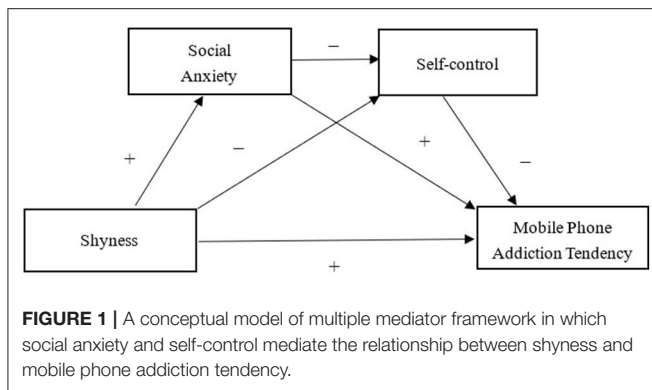 Social
Anxiety
−
Self-control
+
−
+
−
Shyness
+
Mobile Phone
Addiction Tendency
FIGURE 1 | A conceptual model of multiple mediator framework in which
social anxiety and self-control mediate the relationship between shyness and
mobile phone addiction tendency.